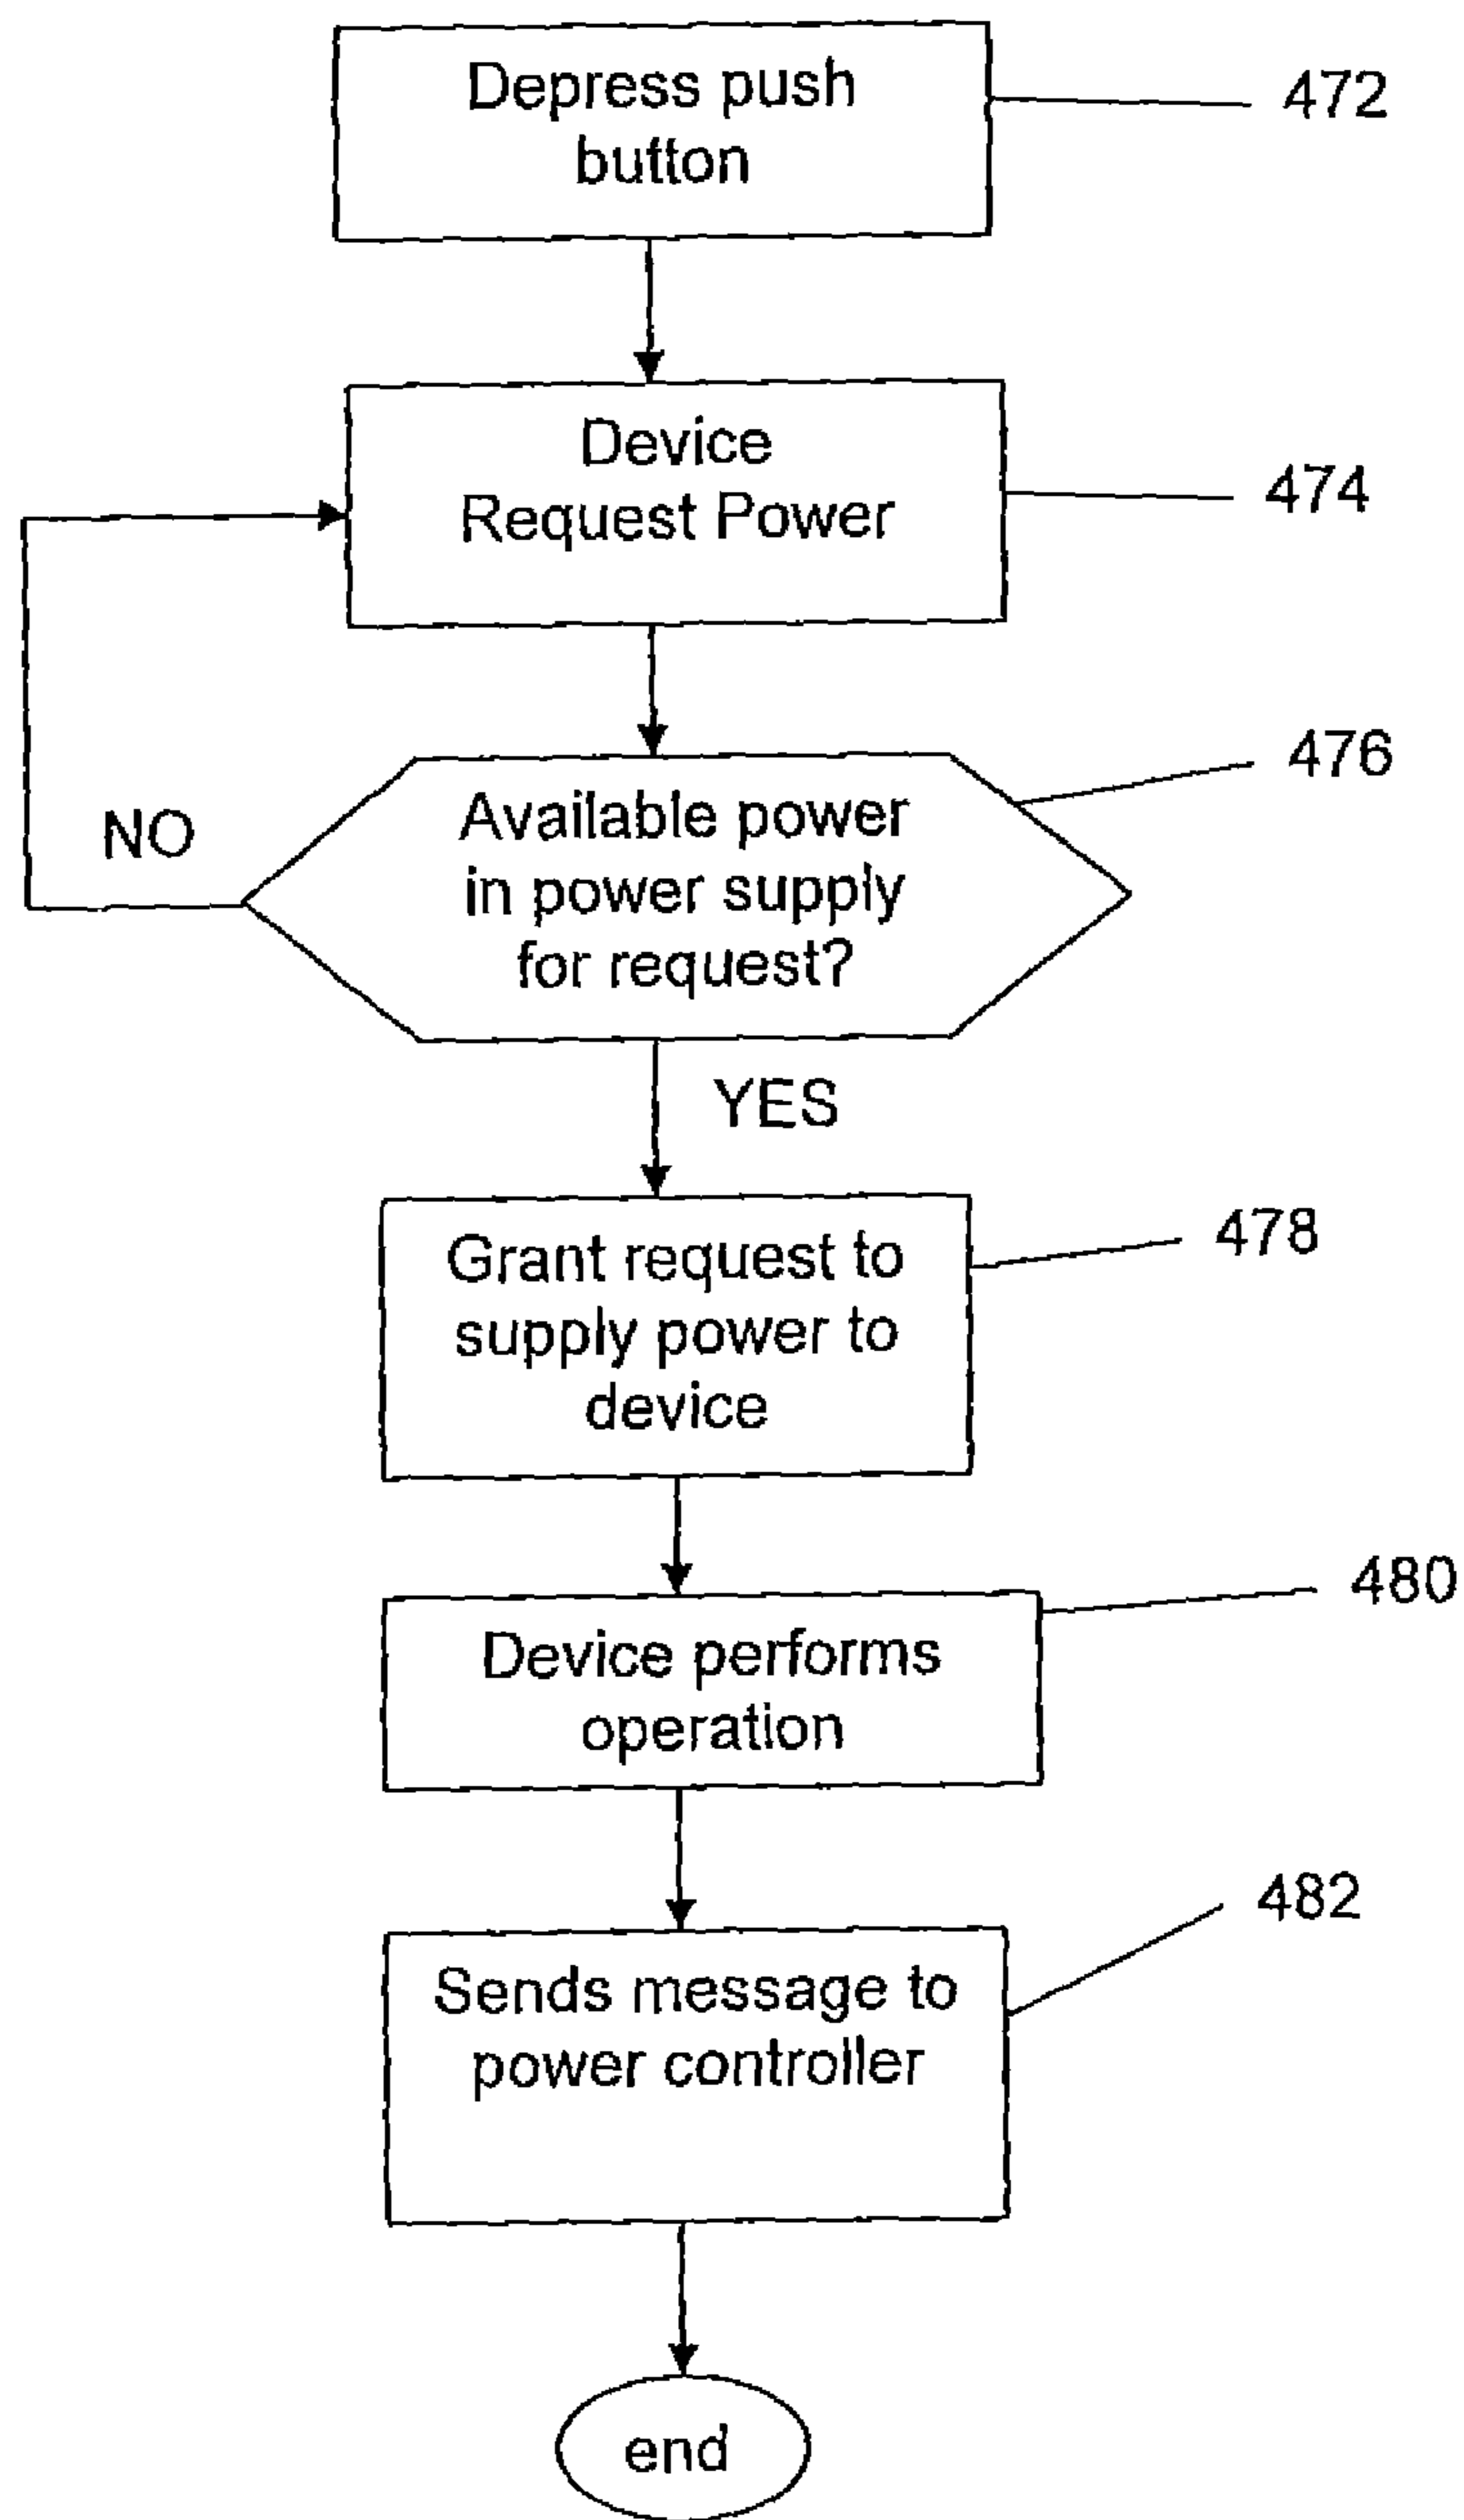 Depress push
button
472
Device
Request Power
474
476
NO
Available power
in power supply
for request?
YES
Grant request to
supply power to
device
478
480
Device performs
operation
482
Sends message to
power controller
end